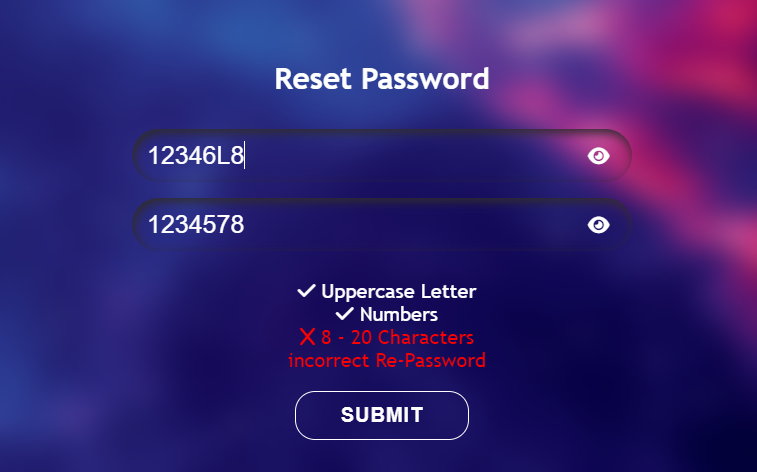 Reset Password
12346L8
1234578
✓ Uppercase Letter
✓ Numbers
X 8 - 20 Characters
incorrect Re-Password
SUBMIT